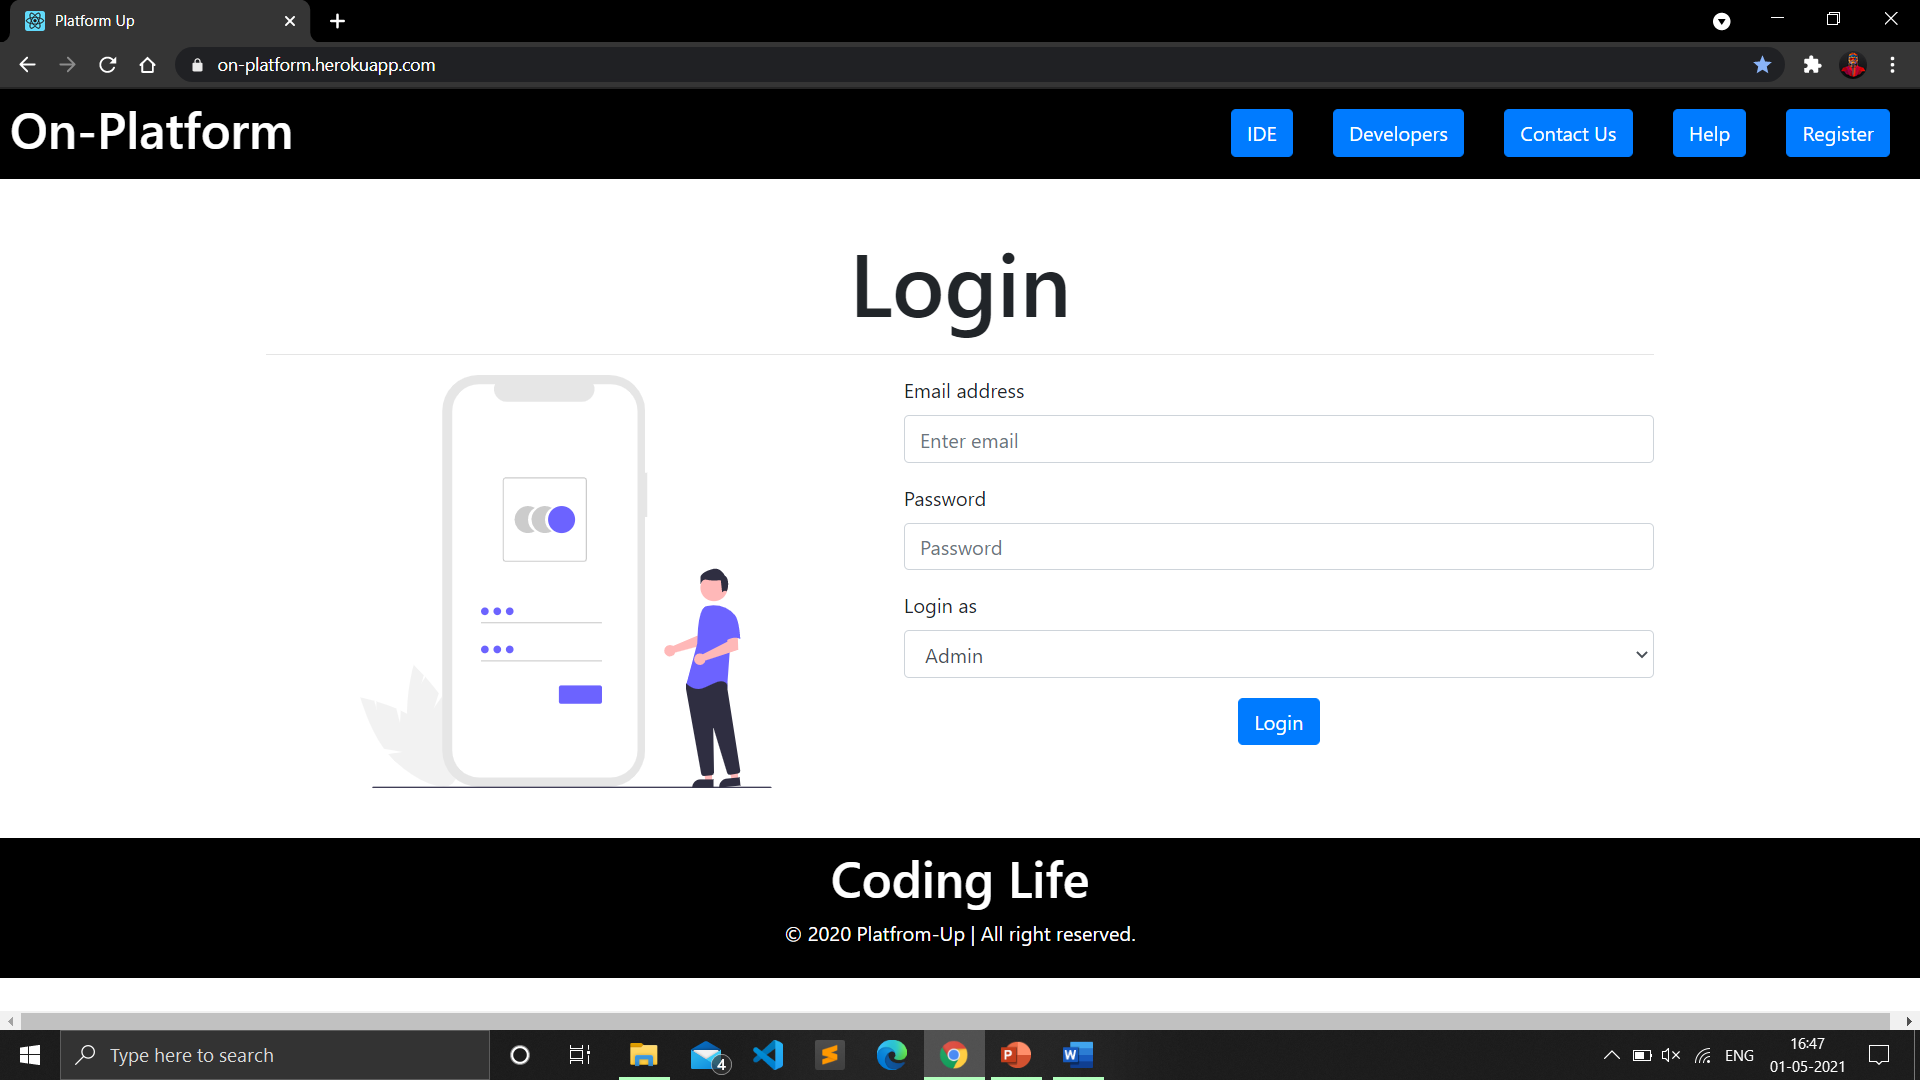 Platform Up
on-platform.herokuapp.com
On-Platform
IDE
Developers
Contact Us
Help
Register
Login
Email address
Enter email
Password
Password
Login as
Admin
Login
Coding Life
© 2020 Platfrom-Up | All right reserved.
Type here to search
4
P
W
ENG
16:47
01-05-2021